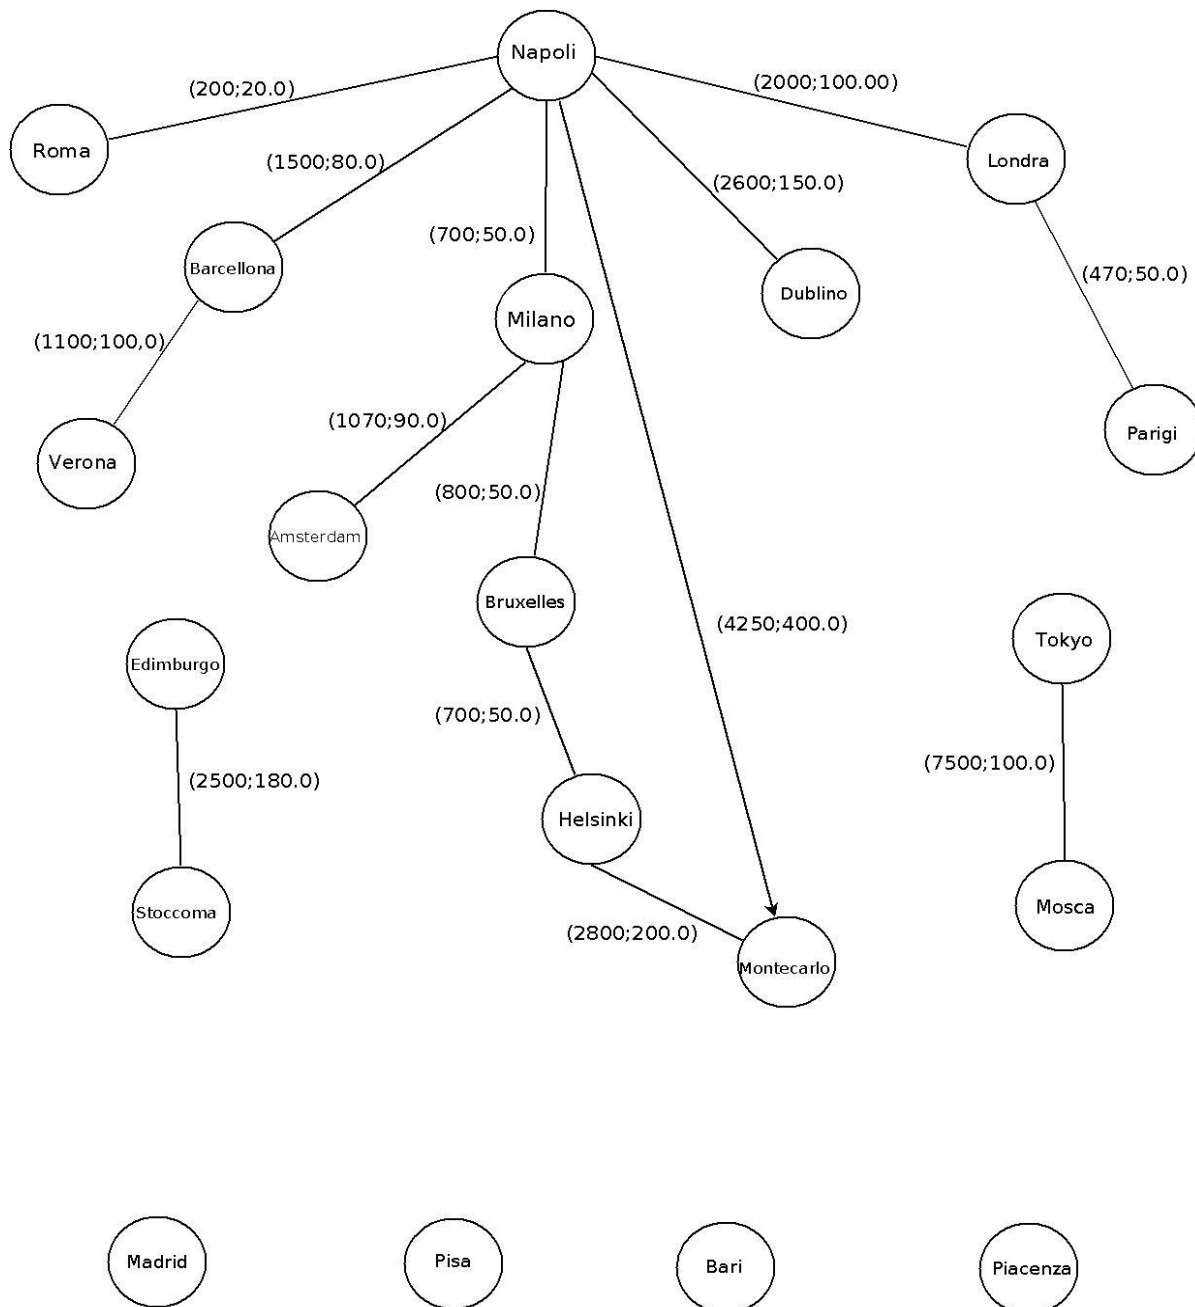 Napoli
(200;20.0)
(2000;100.00)
Roma
(1500;80.0)
Londra
(2600;150.0)
(700;50.0)
Barcellona
(470;50.0)
Dublino
Milano
(1100;100,0)
(1070;90.0)
Parigi
Verona
(800;50.0)
Amsterdam
Bruxelles
(4250;400.0)
Tokyo
Edimburgo
(700;50.0)
(7500;100.0)
(2500;180.0)
Helsinki
Mosca
Stoccoma
(2800;200.0)
Montecarlo
Madrid
Pisa
Bari
Piacenza